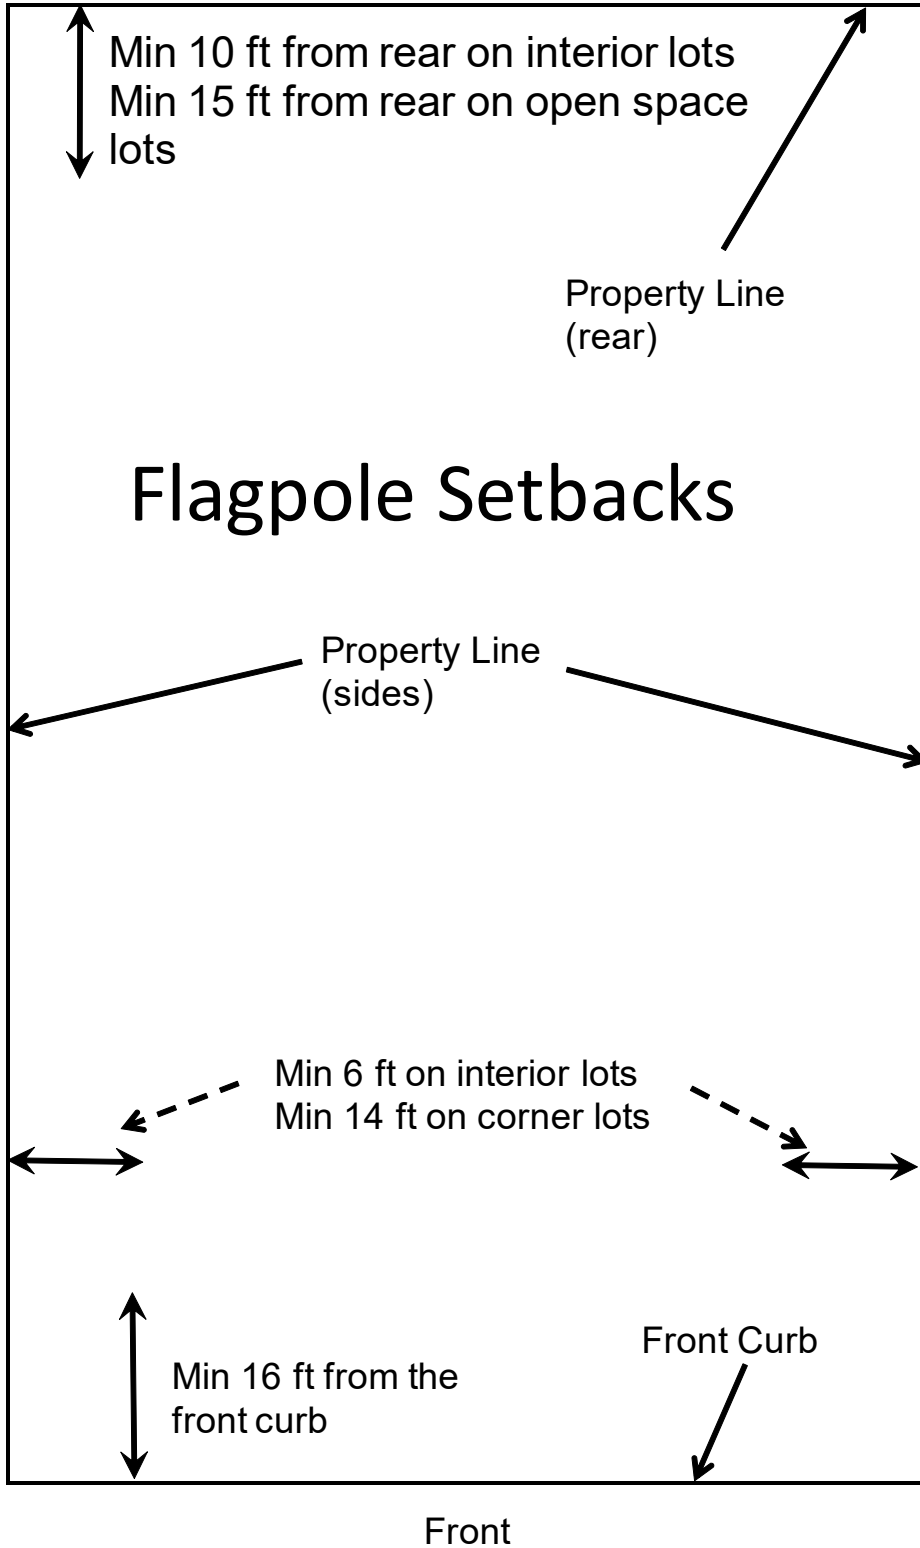 Min 10 ft from rear on interior lots
Min 15 ft from rear on open space
lots
Property Line
(rear)
Flagpole Setbacks
Property Line
(sides)
Min 6 ft on interior lots
Min 14 ft on corner lots
Front Curb
Min 16 ft from the
front curb
Front